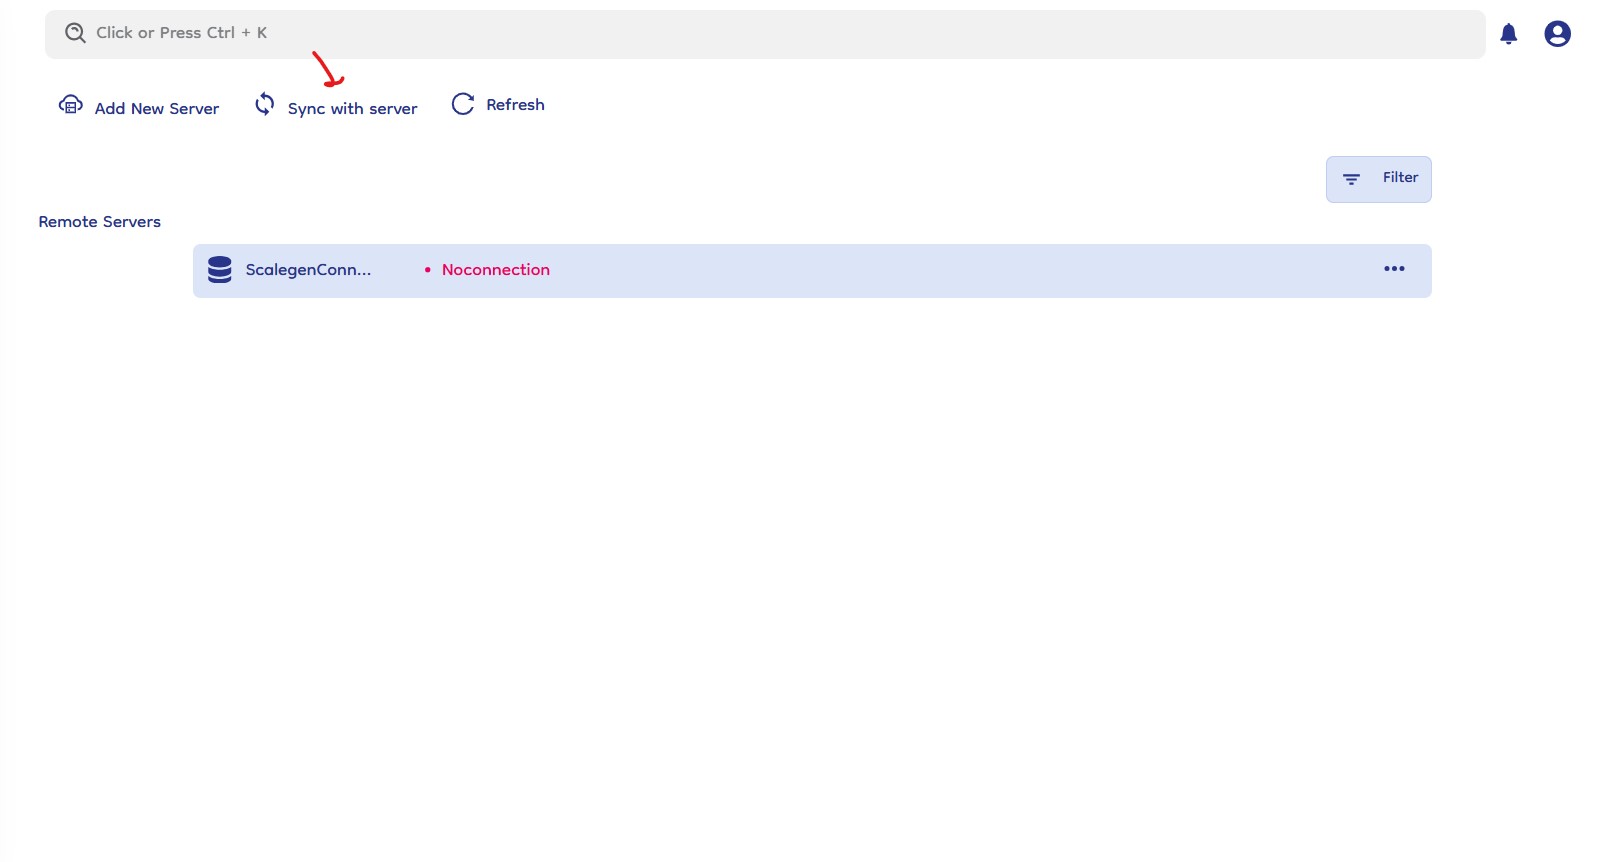 Click or Press Ctrl + K
Add New Server Sync with server Refresh
Filter
Remote Servers
ScalegenConn... • Noconnection